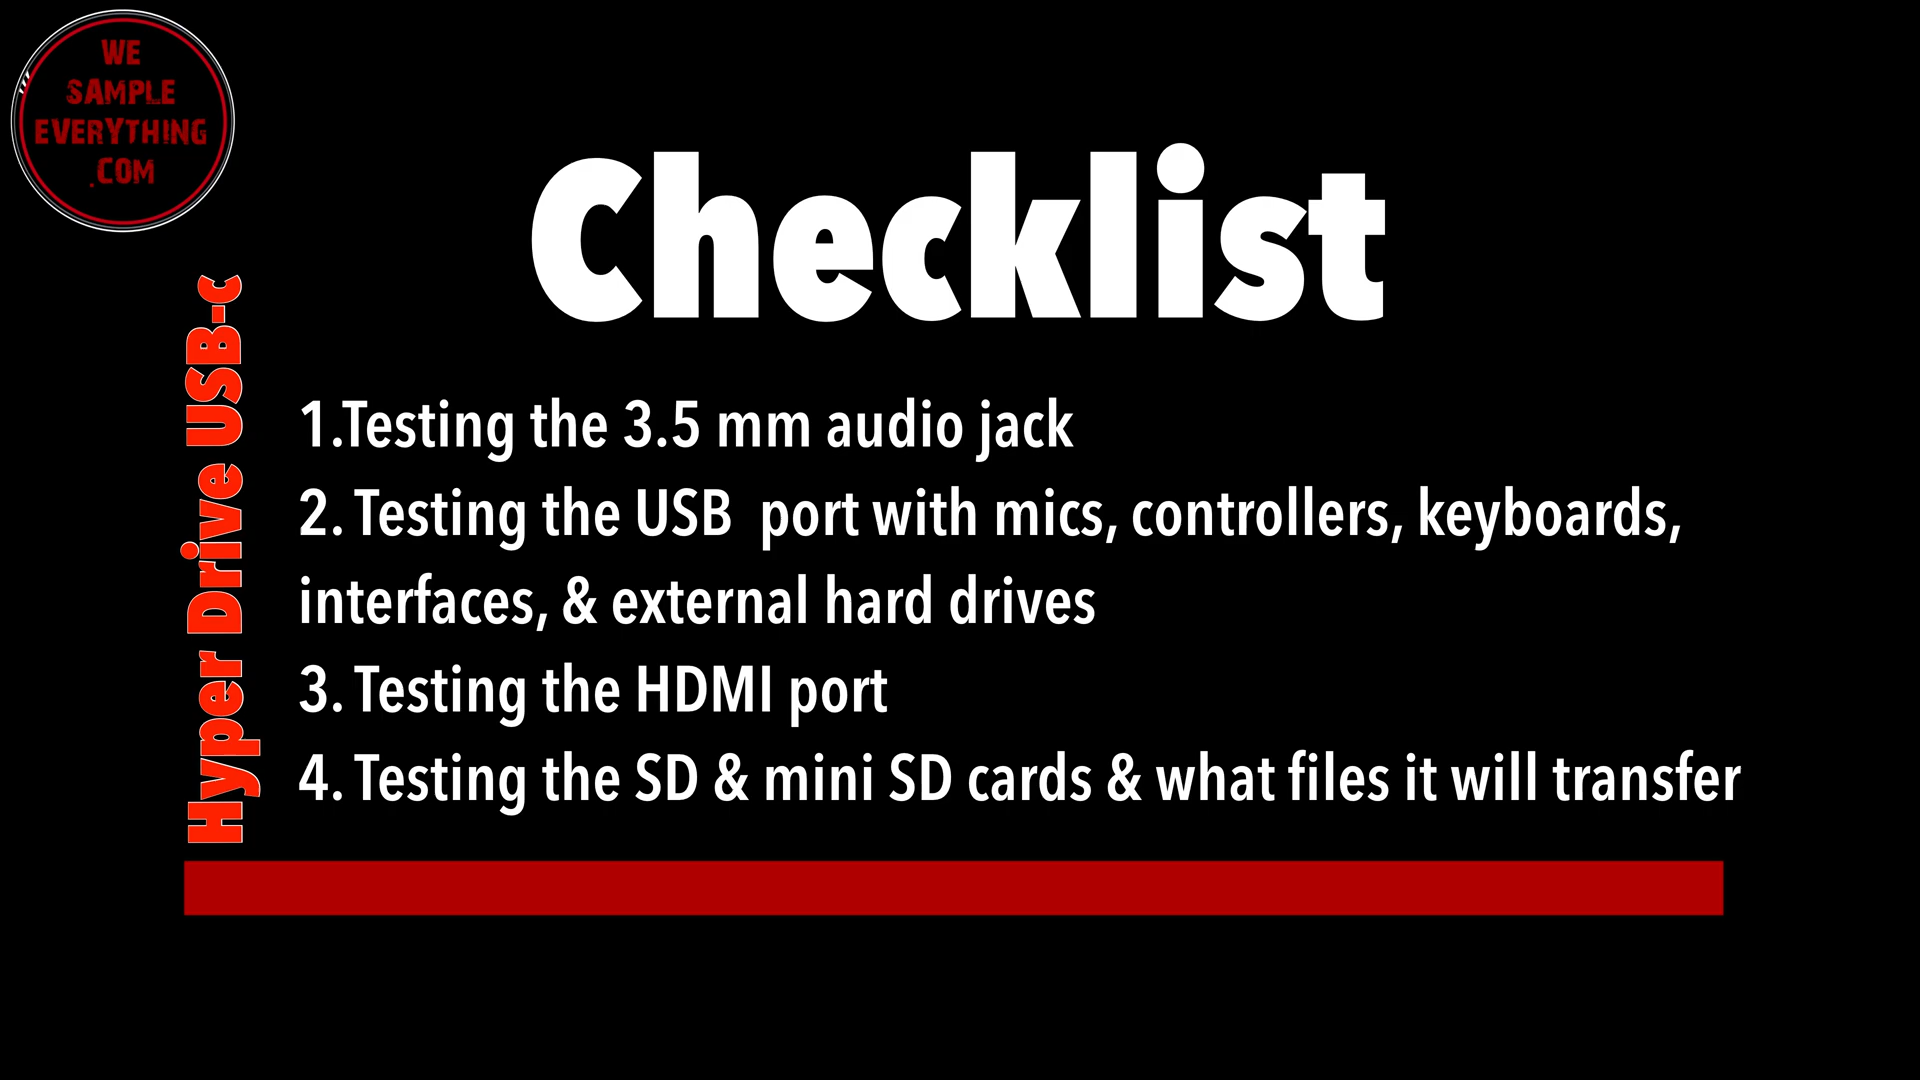 WE
SAMPLE
EVERYTHING
.COM
Checklist
Hyper Drive USB-c
1.Testing the 3.5 mm audio jack
2. Testing the USB  port with mics, controllers, keyboards,
interfaces, & external hard drives
3. Testing the HDMI port
4. Testing the SD & mini SD cards & what files it will transfer